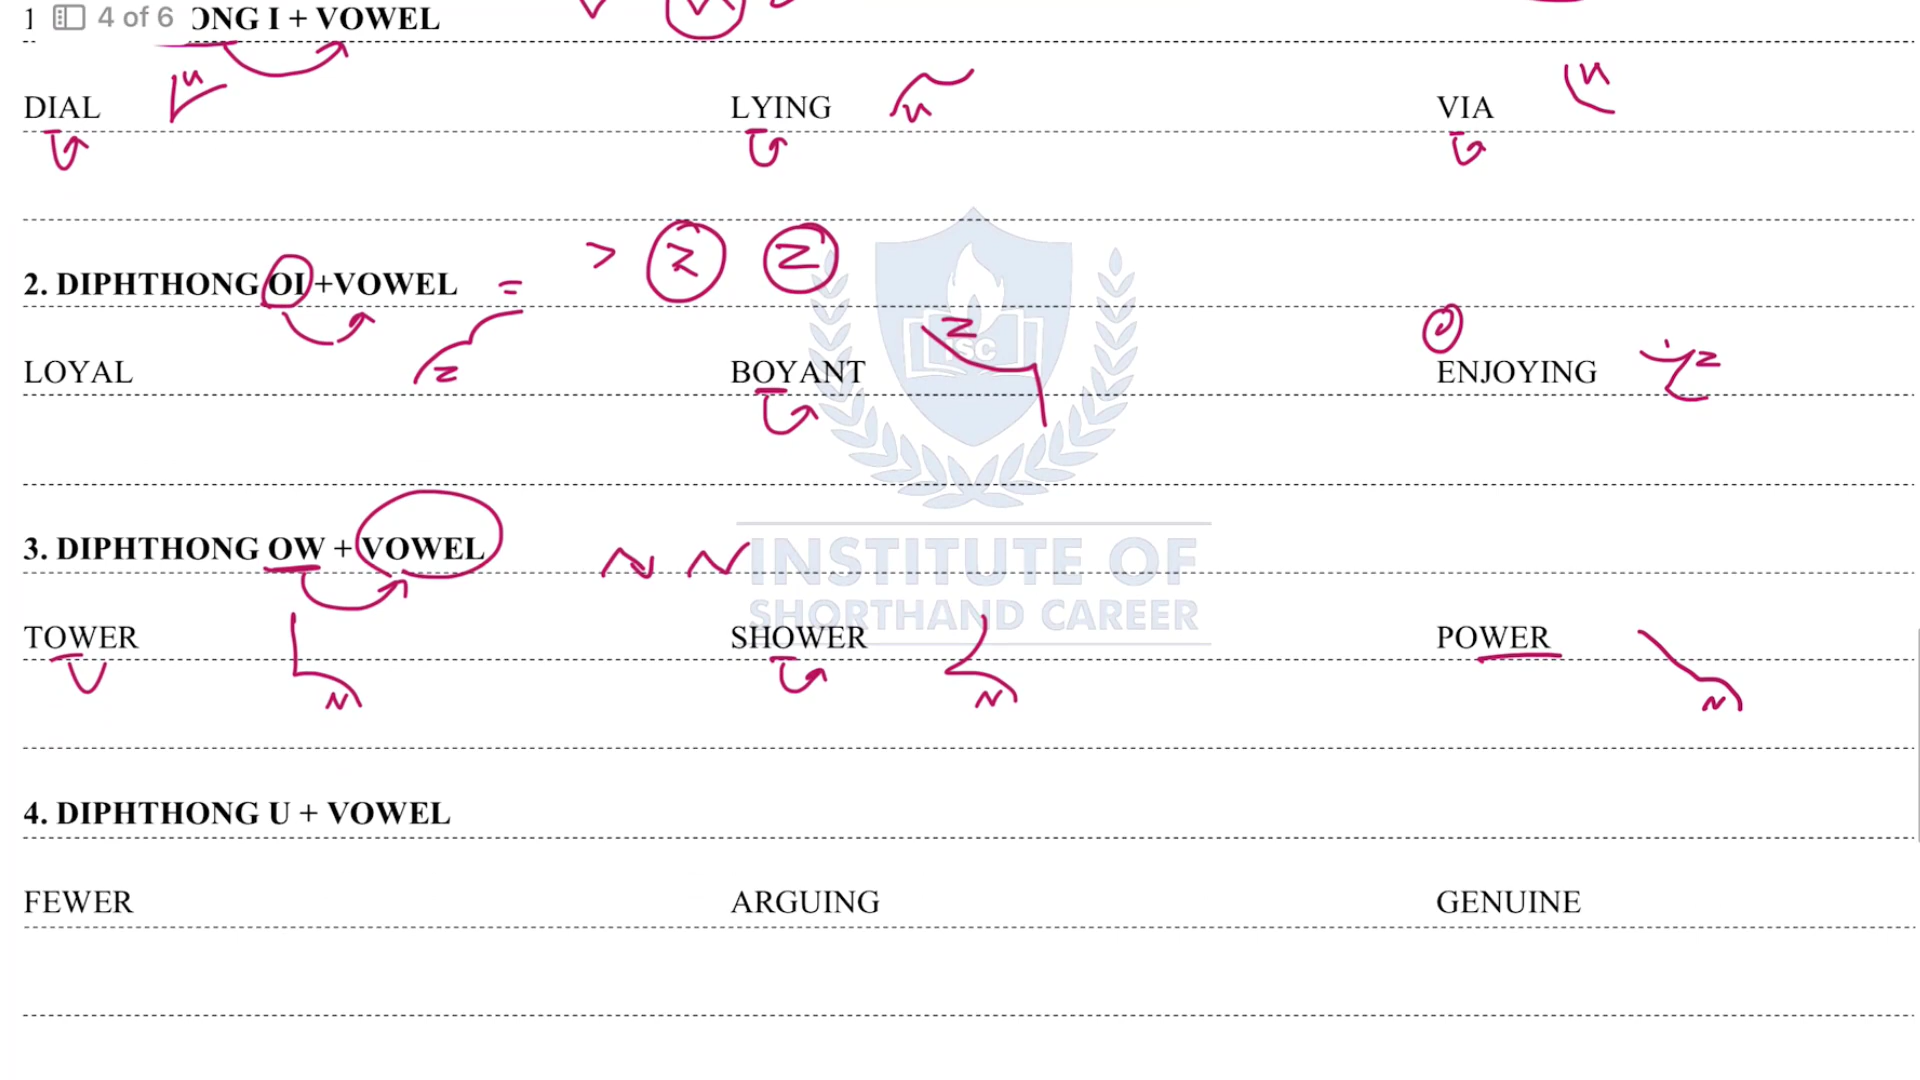 1 4 of 6 ONG I + VOWEL
DIAL LYING VIA
2. DIPHTHONG OI +VOWEL =
LOYAL BOYANT ENJOYING
ISC
3. DIPHTHONG OW + VOWEL
INSTITUTE OF
SHORTHAND CAREER
TOWER SHOWER POWER
4. DIPHTHONG U + VOWEL
FEWER ARGUING GENUINE